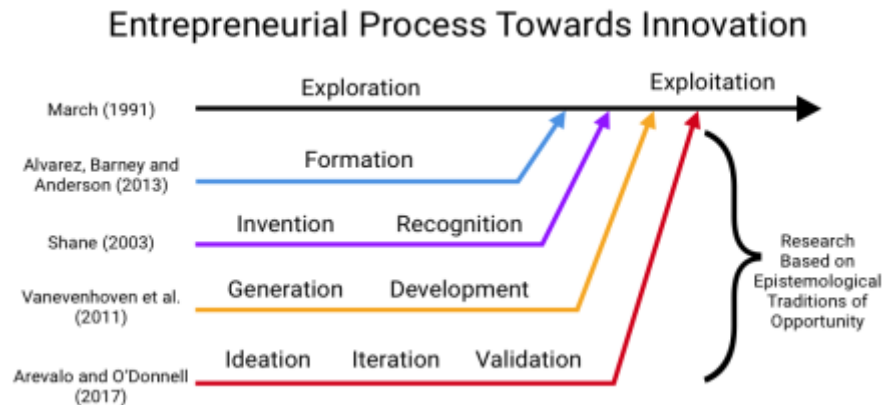 Entrepreneurial Process Towards Innovation
Exploration
Exploitation
March (1991)
Formation
Alvarez, Barney and
Anderson (2013)
Invention
Recognition
Shane (2003)
Generation
Development
Vanevenhoven et al.
(2011)
Ideation
Iteration
Validation
Arevalo and O'Donnell
(2017)
Research
Based on
Epistemological
Traditions of
Opportunity